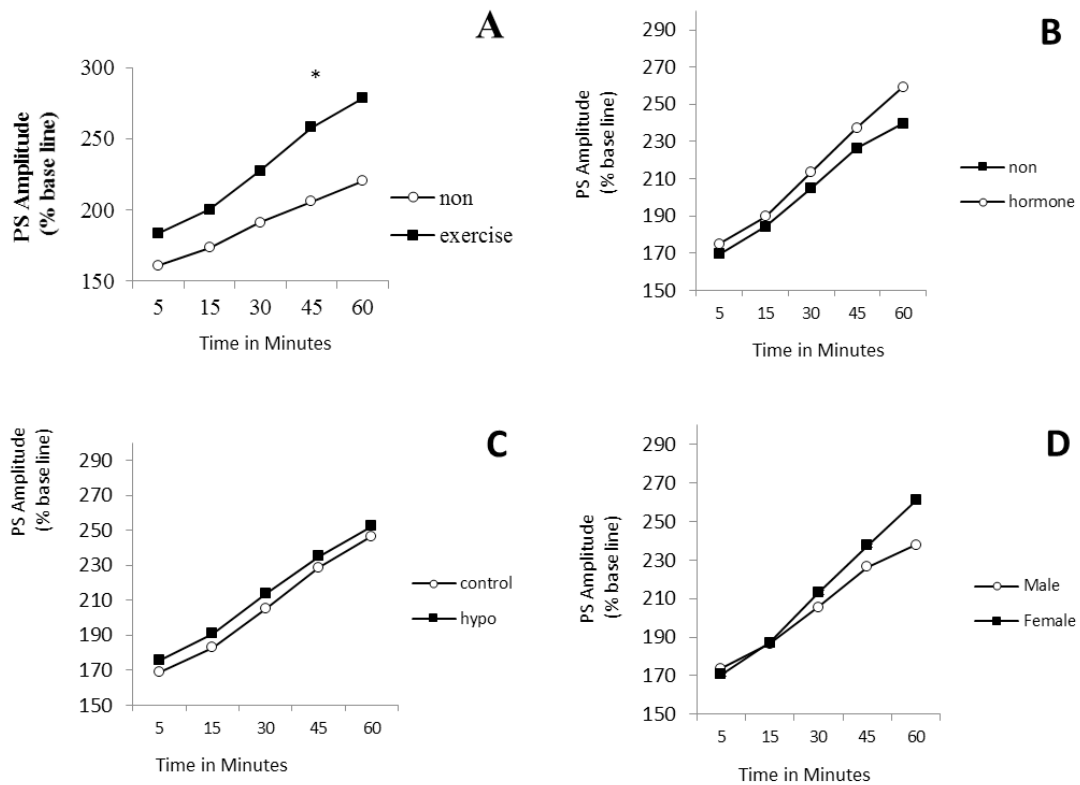 A
PS Amplitude
(% base line)
300
250
200
150
*
non
exercise
5 15 30 45 60
Time in Minutes
B
PS Amplitude
(% base line)
290
270
250
230
210
190
170
150
non
hormone
5 15 30 45 60
Time in Minutes
C
PS Amplitude
(% base line)
290
270
250
230
210
190
170
150
control
hypo
5 15 30 45 60
Time in Minutes
D
PS Amplitude
(% base line)
290
270
250
230
210
190
170
150
Male
Female
5 15 30 45 60
Time in Minutes